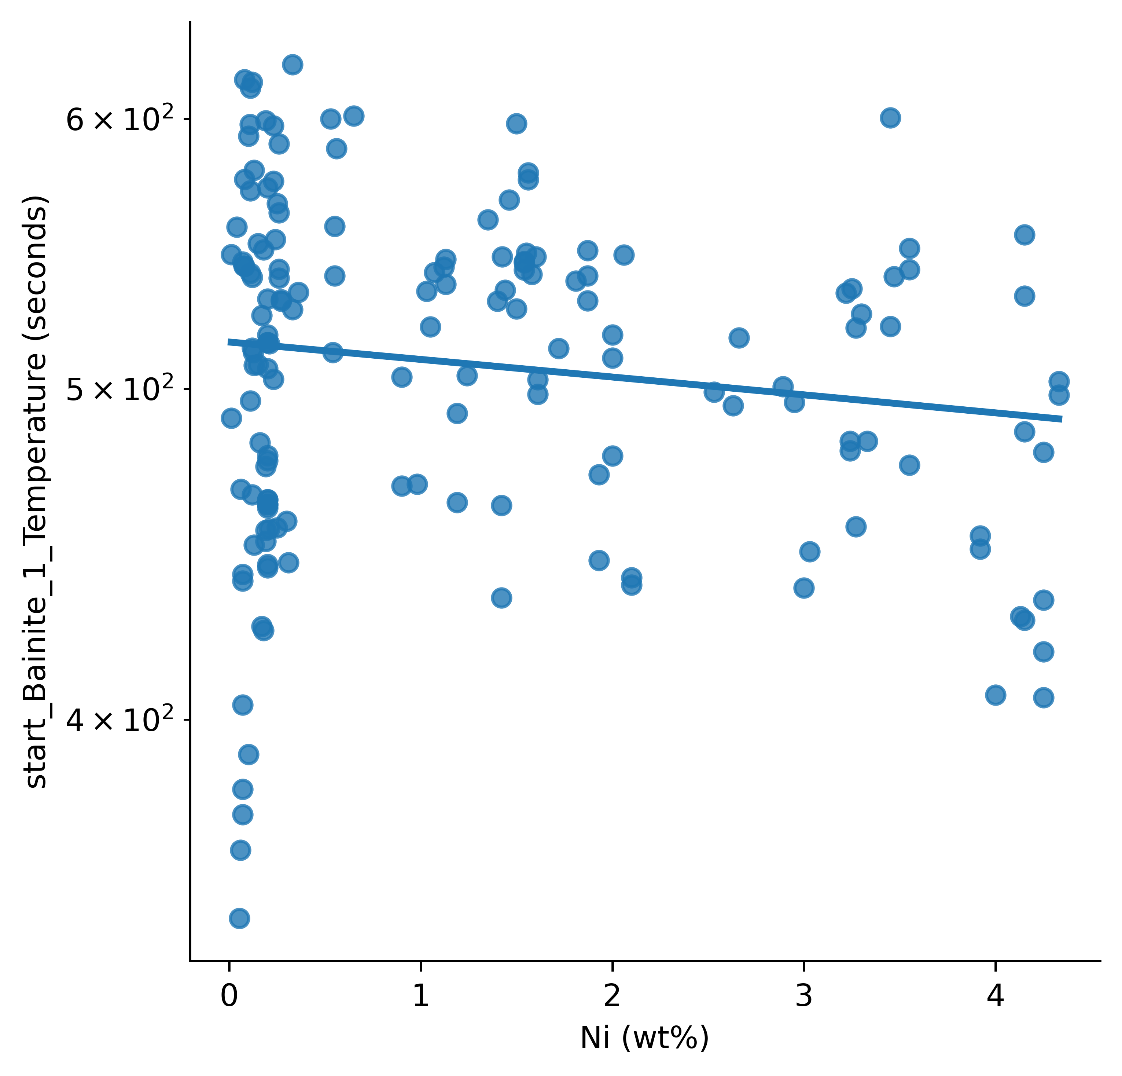 6 × 10²
5 × 10²
4 × 10²
start_Bainite_1_Temperature (seconds)
0 1 2 3 4
Ni (wt%)